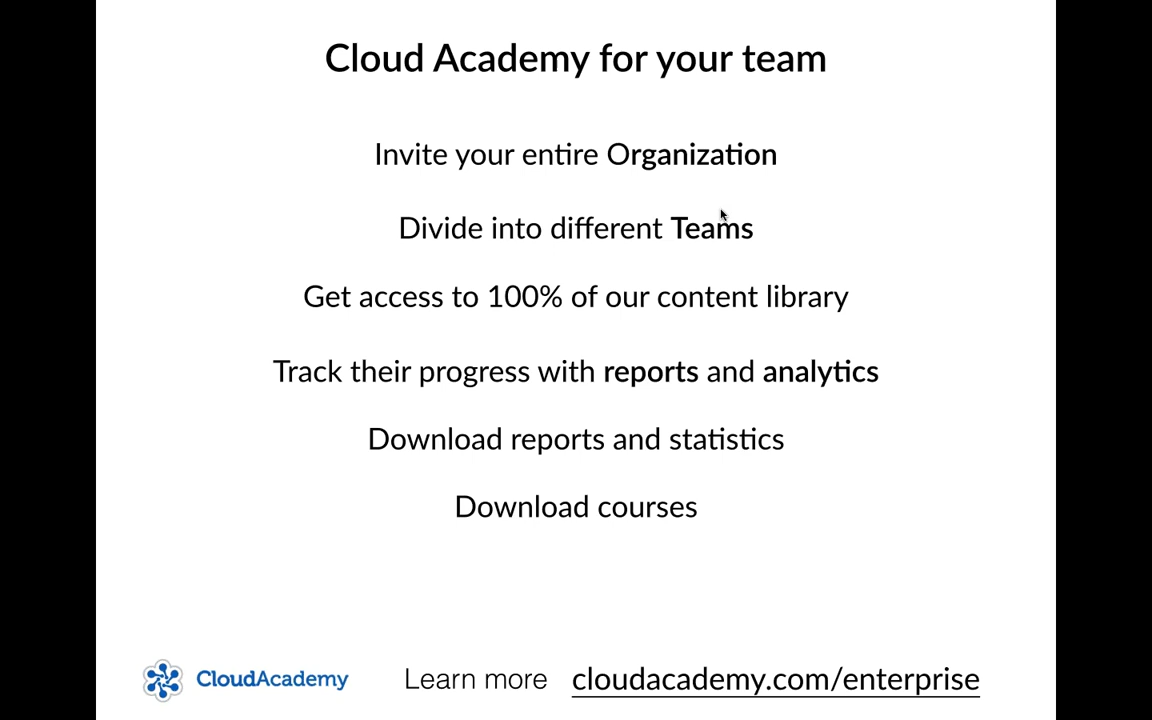 Cloud Academy for your team
Invite your entire Organization
Divide into different Teams
Get access to 100% of our content library
Track their progress with reports and analytics
Download reports and statistics
Download courses
CloudAcademy Learn more cloudacademy.com/enterprise